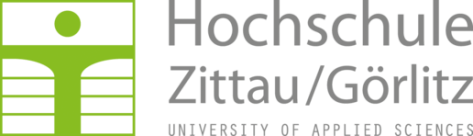 Hochschule
Zittau/Görlitz
UNIVERSITY OF APPLIED SCIENCES